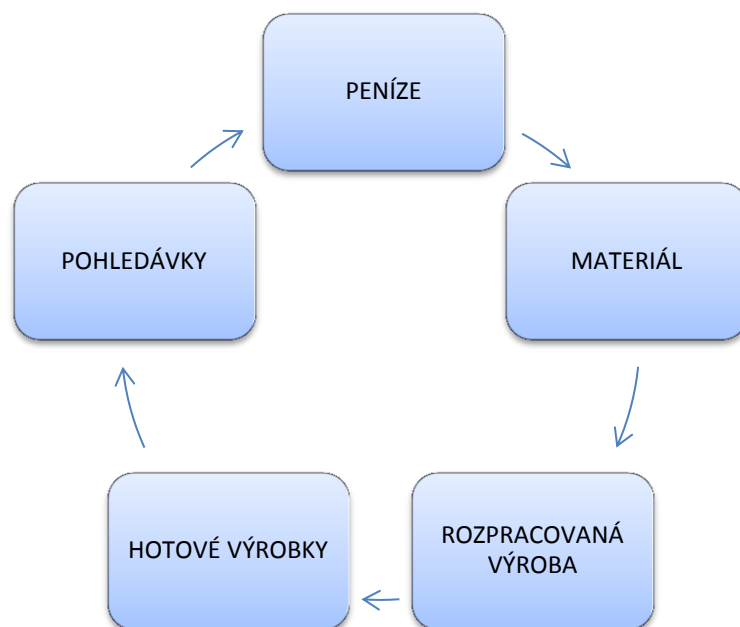 PENÍZE
MATERIÁL
ROZPRACOVANÁ
VÝROBA
HOTOVÉ VÝROBKY
POHLEDÁVKY